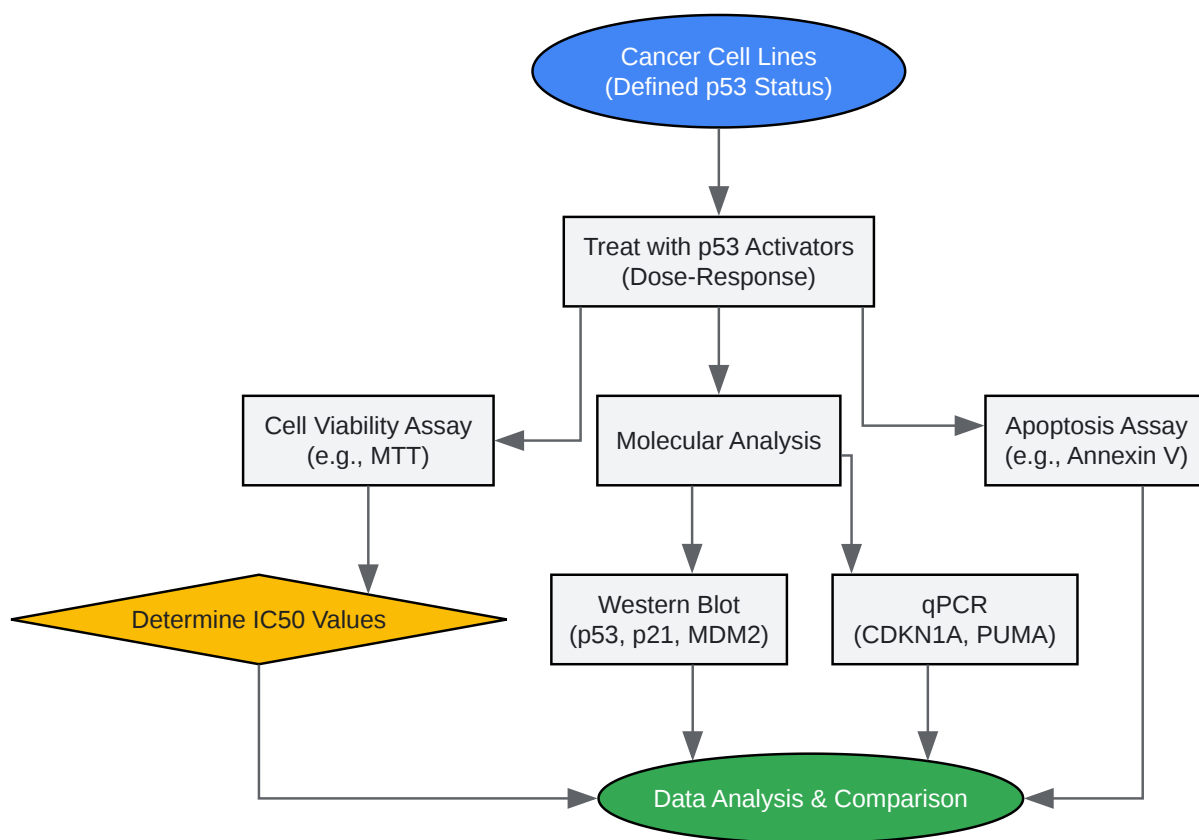 Cancer Cell Lines
(Defined p53 Status)
Treat with p53 Activators
(Dose-Response)
Cell Viability Assay
(e.g., MTT)
Molecular Analysis
Apoptosis Assay
(e.g., Annexin V)
Determine IC50 Values
Western Blot
(p53, p21, MDM2)
qPCR
(CDKN1A, PUMA)
Data Analysis & Comparison